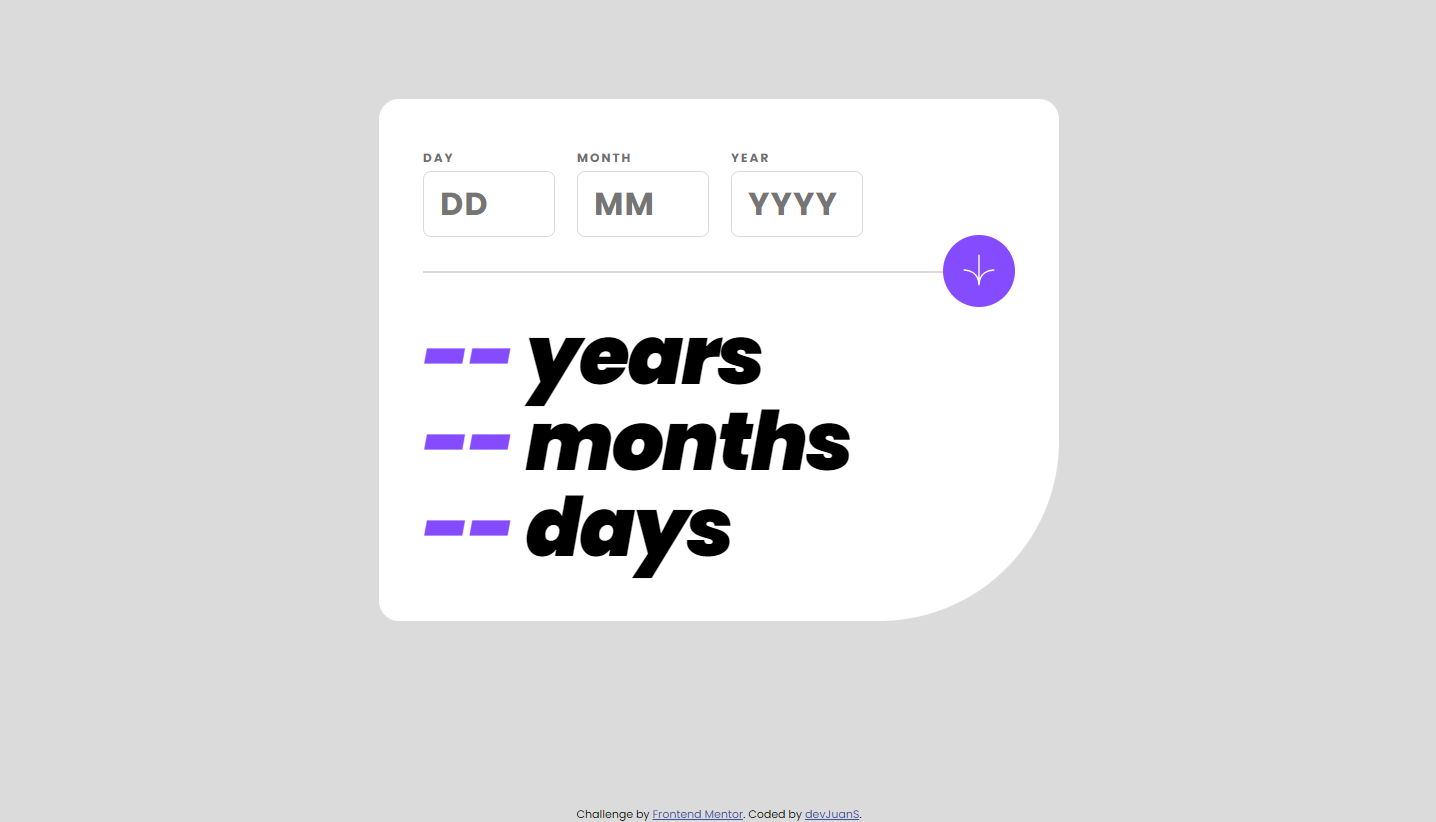 DAY MONTH YEAR
DD MM YYYY
-- years
-- months
-- days
Challenge by Frontend Mentor. Coded by devJuanS.